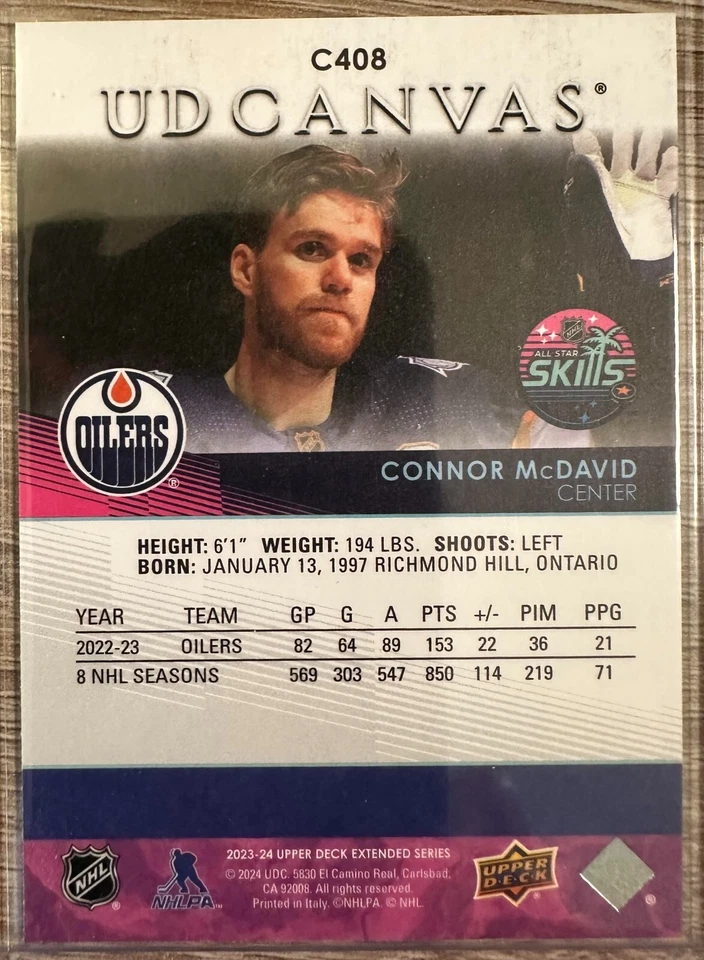 C408
UD CANVAS®
NHL
ALL STAR
SKILLS
OILERS
®
CONNOR McDAVID
CENTER
HEIGHT: 6'1" WEIGHT: 194 LBS. SHOOTS: LEFT
BORN: JANUARY 13, 1997 RICHMOND HILL, ONTARIO
YEAR TEAM GP G A PTS +/- PIM PPG
2022-23 OILERS 82 64 89 153 22 36 21
8 NHL SEASONS 569 303 547 850 114 219 71
2023-24 UPPER DECK EXTENDED SERIES
© 2024 UDC. 5830 El Camino Real, Carlsbad,
CA 92008. All rights reserved.
Printed in Italy. ©NHLPA. © NHL.
NHL ®
NHLPA™
UPPER
DECK ®
®